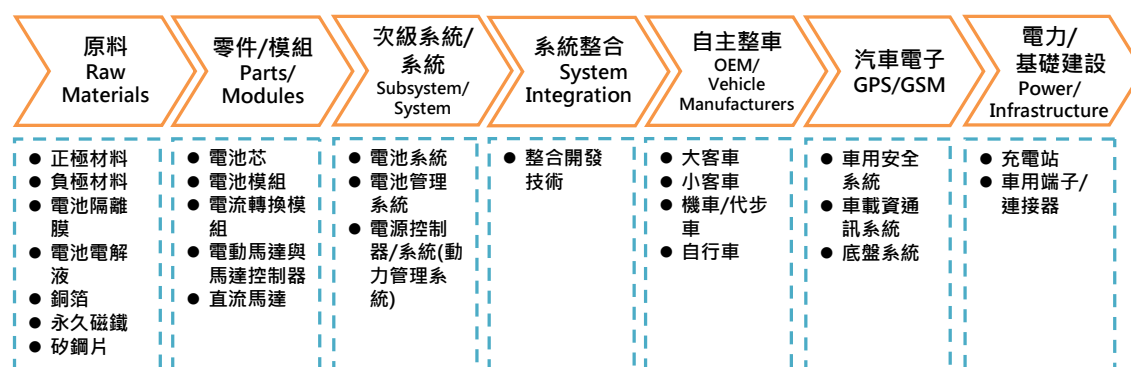 原料
Raw
Materials
零件/模組
Parts/
Modules
次級系統/
系統
Subsystem/
System
系統整合
System
Integration
自主整車
OEM/
Vehicle
Manufacturers
汽車電子
GPS/GSM
電力/
基礎建設
Power/
Infrastructure
● 正極材料
● 負極材料
● 電池隔離
膜
● 電池電解
液
● 銅箔
● 永久磁鐵
● 矽鋼片
● 電池芯
● 電池模組
● 電流轉換模
組
● 電動馬達與
馬達控制器
● 直流馬達
● 電池系統
● 電池管理
系統
● 電源控制
器/系統(動
力管理系
統)
● 整合開發
技術
● 大客車
● 小客車
● 機車/代步
車
● 自行車
● 車用安全
系統
● 車載資通
訊系統
● 底盤系統
● 充電站
● 車用端子/
連接器